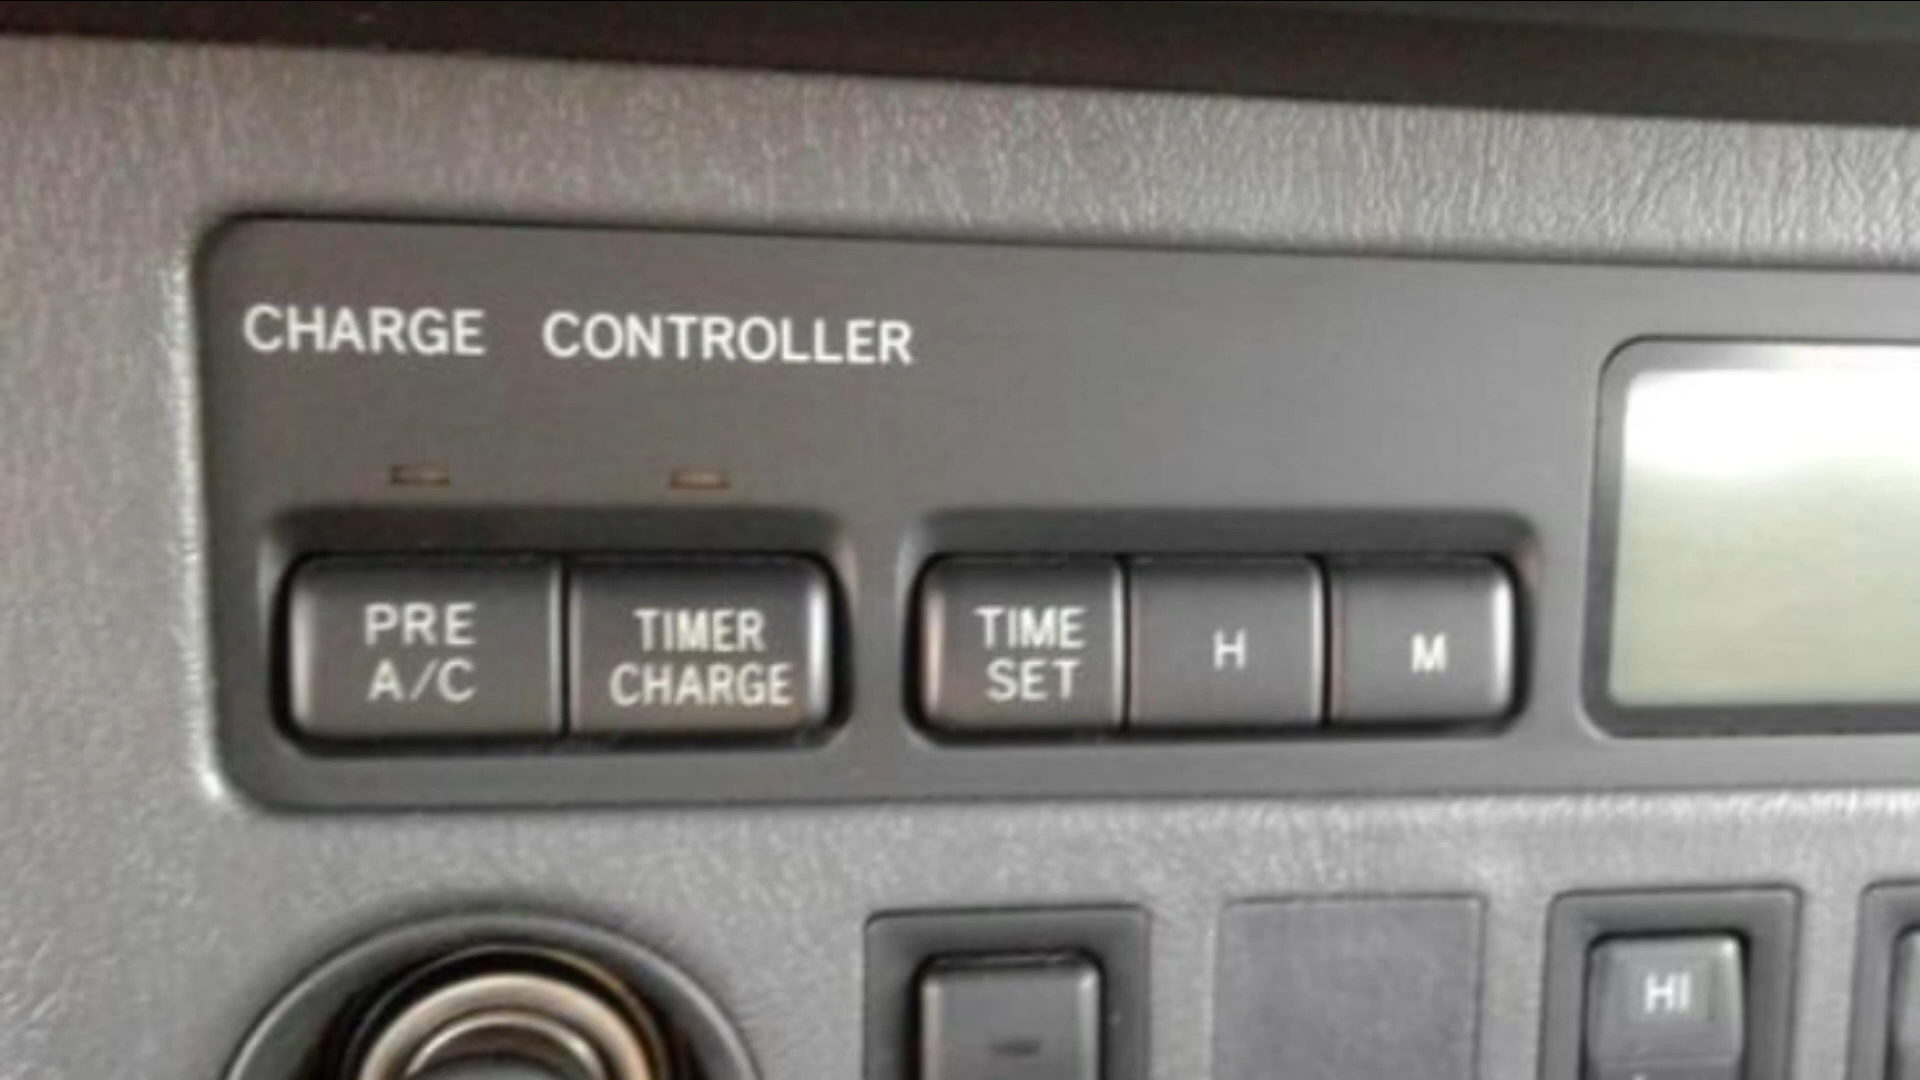 CHARGE CONTROLLER
PRE
A/C
TIMER
CHARGE
TIME
SET
H
M
HI